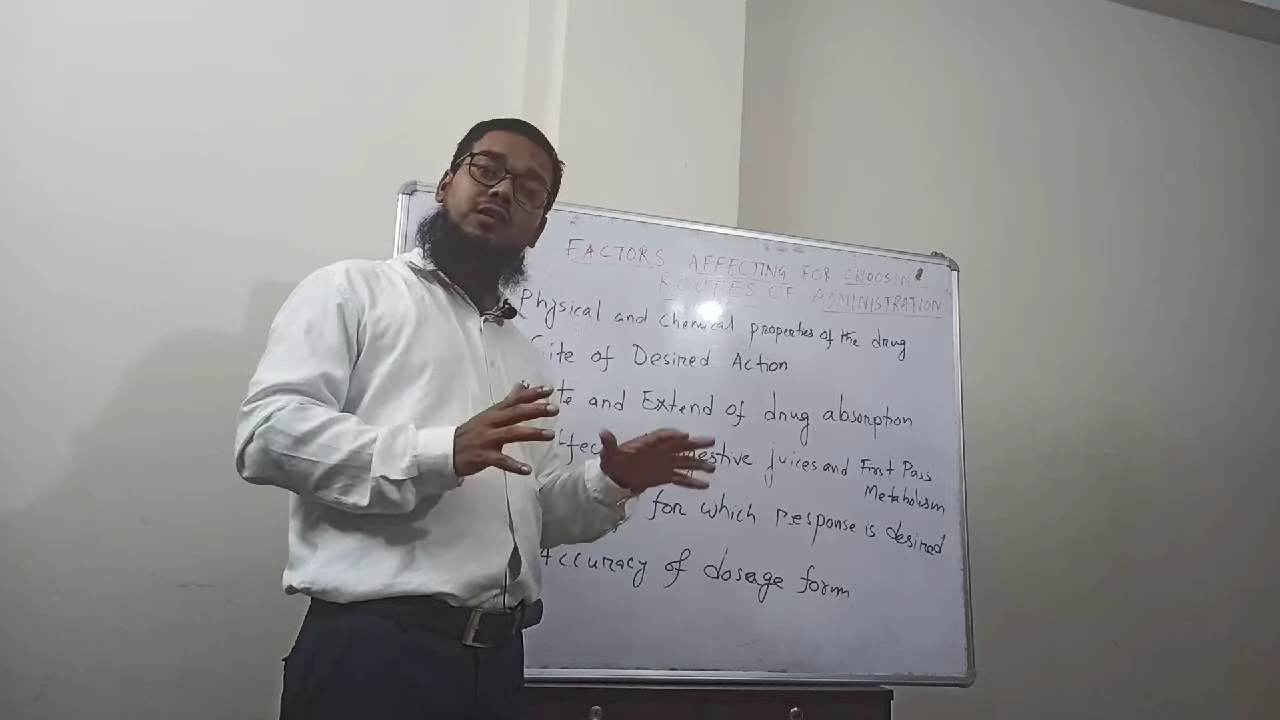 FACTORS AFFECTING FOR CHOOSIN
ROUTES OF ADMINISTRATION
Physical and chemical properties of the drug
Site of Desired Action
and Extend of drug absorption
juices and First Pass
Metabolism
for which response is desired
Accuracy of dosage form